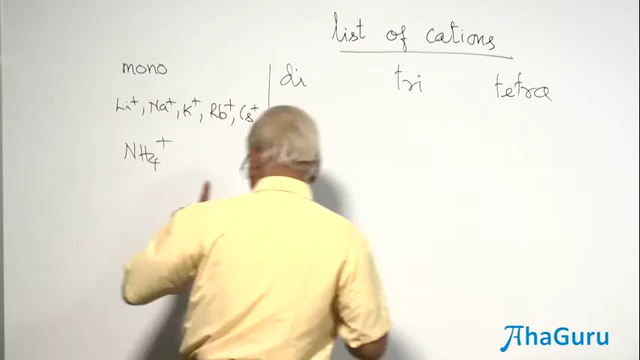 list of cations
mono di tri tetra
Li⁺, Na⁺, K⁺, Rb⁺, Cs⁺
NH₄⁺
AhaGuru